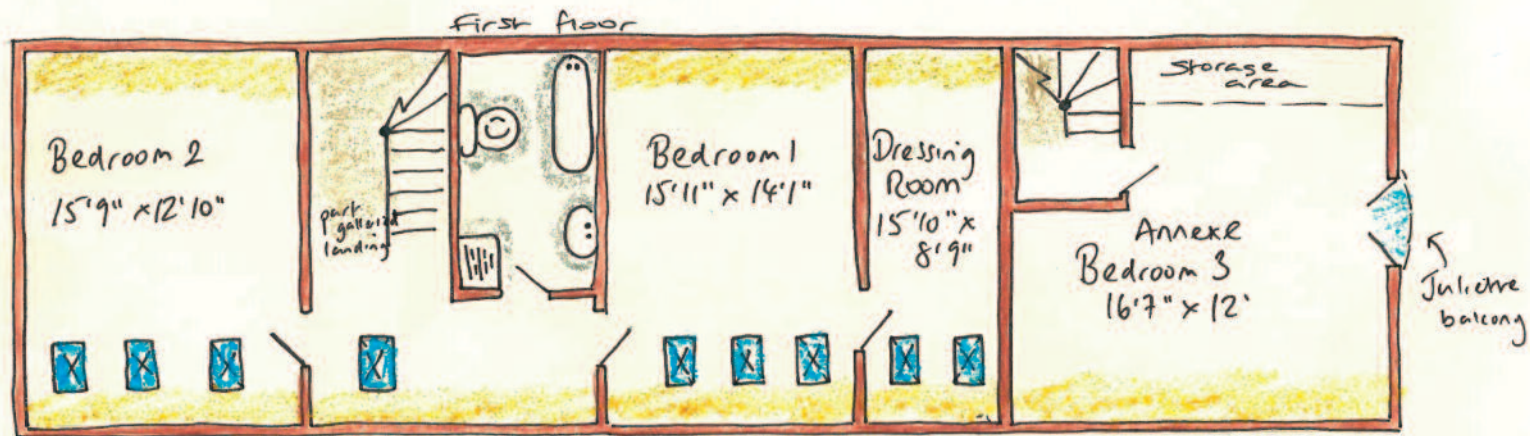 First floor
Bedroom 2
15'9" x 12'10"
part
galleried
landing
Bedroom 1
15'11" x 14'1"
Dressing
Room
15'10" x
8'9"
Storage
area
Annexe
Bedroom 3
16'7" x 12'
Juliette
balcony